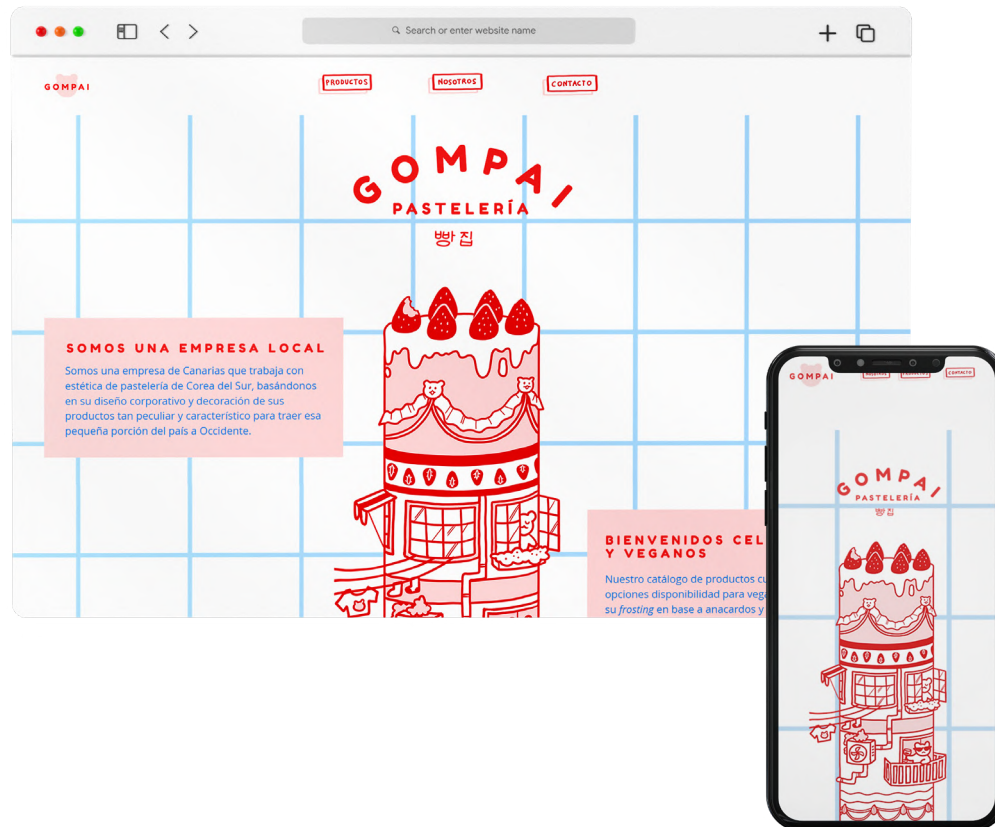 Search or enter website name
GOMPAI
PRODUCTOS
NOSOTROS
CONTACTO
GOMPAI
PASTELERÍA
빵집
SOMOS UNA EMPRESA LOCAL
Somos una empresa de Canarias que trabaja con
estética de pastelería de Corea del Sur, basándonos
en su diseño corporativo y decoración de sus
productos tan peculiar y característico para traer esa
pequeña porción del país a Occidente.
BIENVENIDOS CEL
Y VEGANOS
Nuestro catálogo de productos cu
opciones disponibilidad para vega
su frosting en base a anacardos y
GOMPAI
NOSOTROS
PRODUCTOS
CONTACTO
GOMPAI
PASTELERÍA
빵집